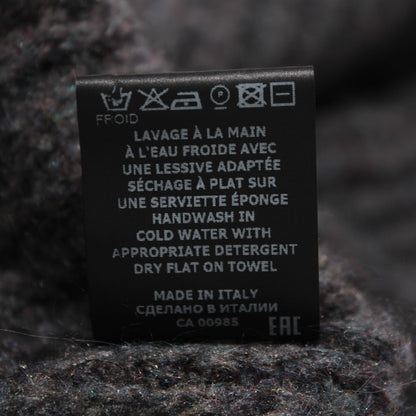 FROID
LAVAGE À LA MAIN
À L'EAU FROIDE AVEC
UNE LESSIVE ADAPTÉE
SÉCHAGE À PLAT SUR
UNE SERVIETTE ÉPONGE
HANDWASH IN
COLD WATER WITH
APPROPRIATE DETERGENT
DRY FLAT ON TOWEL
MADE IN ITALY
СДЕЛАНО В ИТАЛИИ
CA 00985 EAC